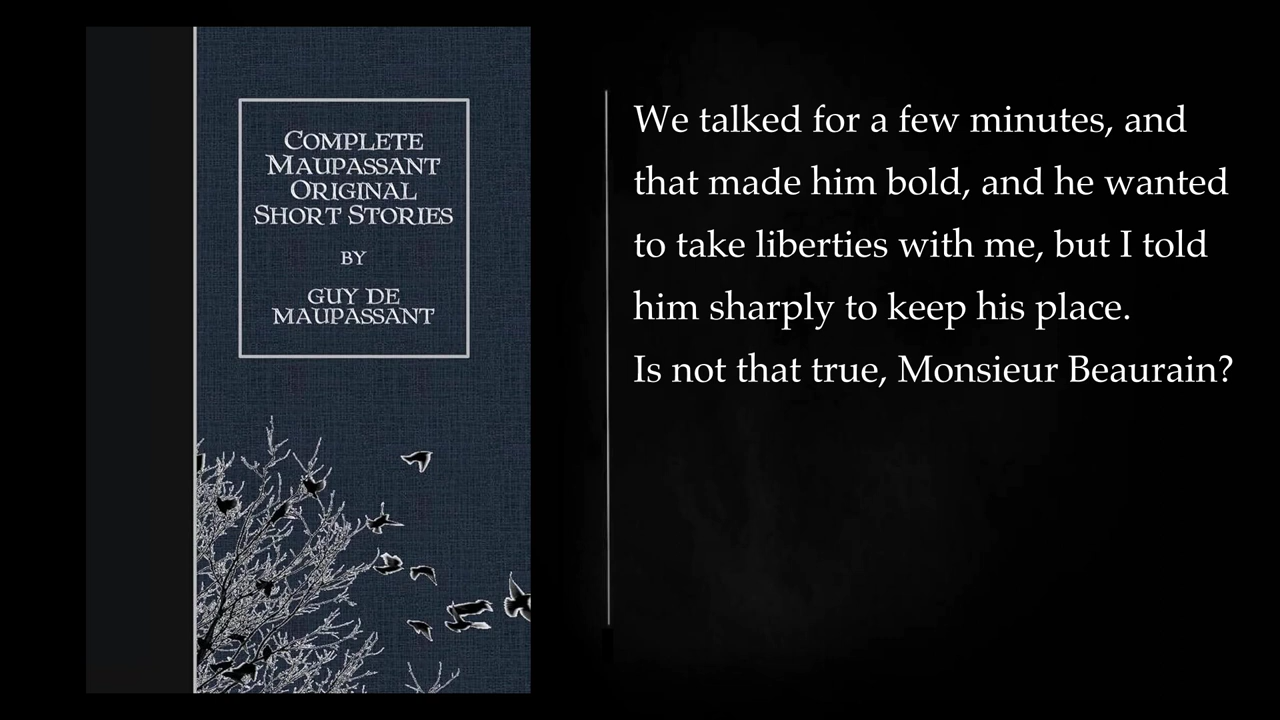 COMPLETE
MAUPASSANT
ORIGINAL
SHORT STORIES
BY
GUY DE
MAUPASSANT
We talked for a few minutes, and
that made him bold, and he wanted
to take liberties with me, but I told
him sharply to keep his place.
Is not that true, Monsieur Beaurain?